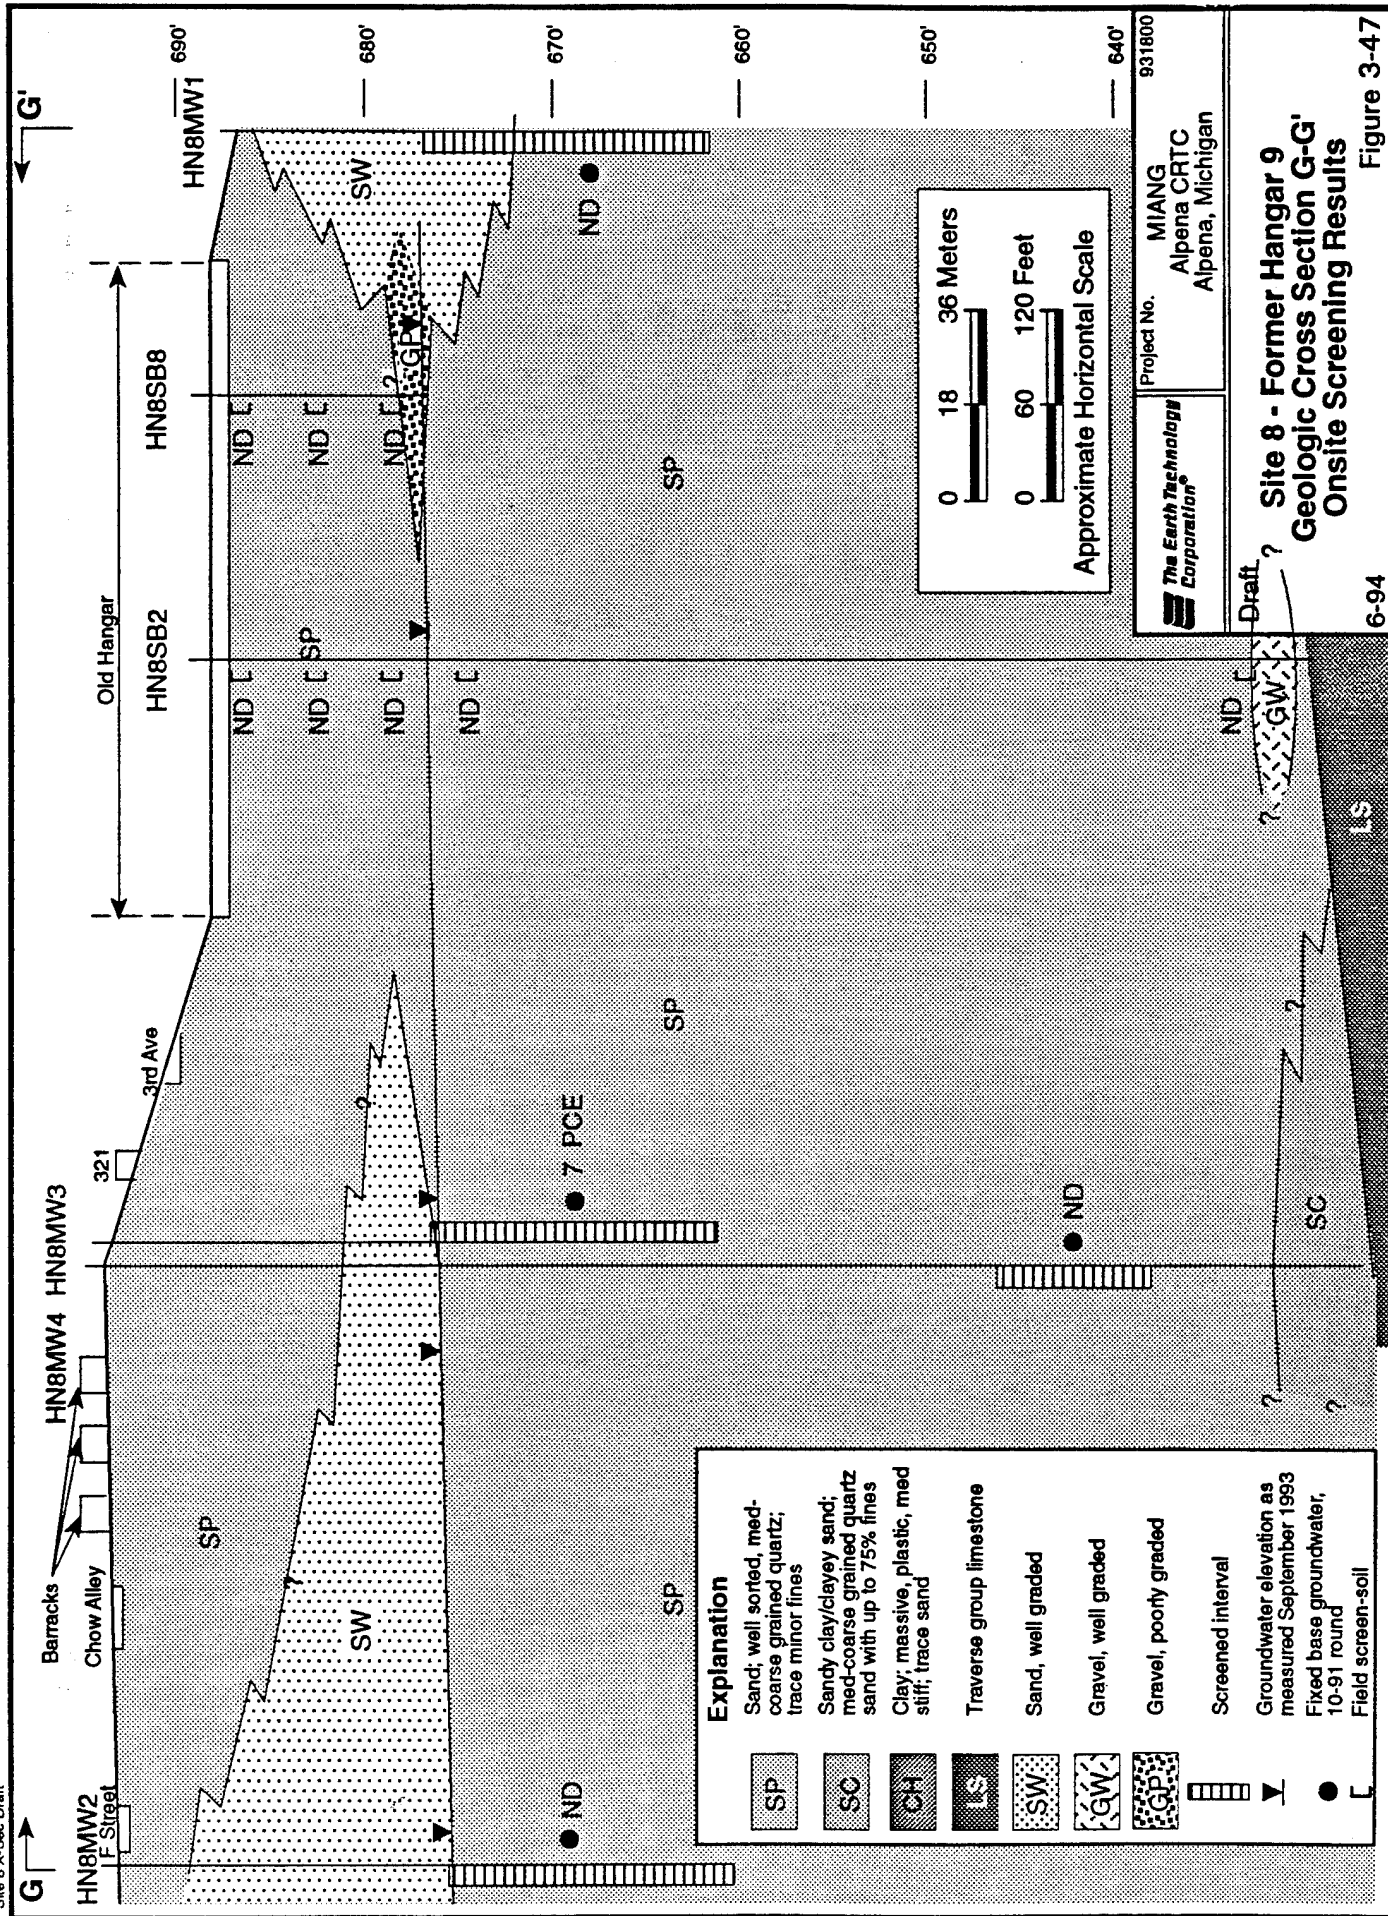 G
G'
HN8MW2
F Street
Chow Alley
Barracks
HN8MW4
HN8MW3
321
3rd Ave
Old Hangar
HN8SB2
HN8SB8
HN8MW1
690'
680'
670'
660'
650'
640'
SP
SW
?
SP
ND
?
7 PCE
SP
ND
?
?
SC
?
ND
ND
SP
ND
ND
ND
GW
?
?
LS
ND
ND
ND
?
GP
SP
SW
ND
Explanation
SP
Sand; well sorted, med-
coarse grained quartz;
trace minor fines
SC
Sandy clay/clayey sand;
med-coarse grained quartz
sand with up to 75% fines
CH
Clay; massive, plastic, med
stiff; trace sand
LS
Traverse group limestone
SW
Sand, well graded
GW
Gravel, well graded
GP
Gravel, poorly graded
Screened interval
Groundwater elevation as
measured September 1993
Fixed base groundwater,
10-91 round
Field screen-soil
0 18 36 Meters
0 60 120 Feet
Approximate Horizontal Scale
The Earth Technology
Corporation®
Project No.
931800
MIANG
Alpena CRTC
Alpena, Michigan
Draft
Site 8 - Former Hangar 9
Geologic Cross Section G-G'
Onsite Screening Results
6-94
Figure 3-47